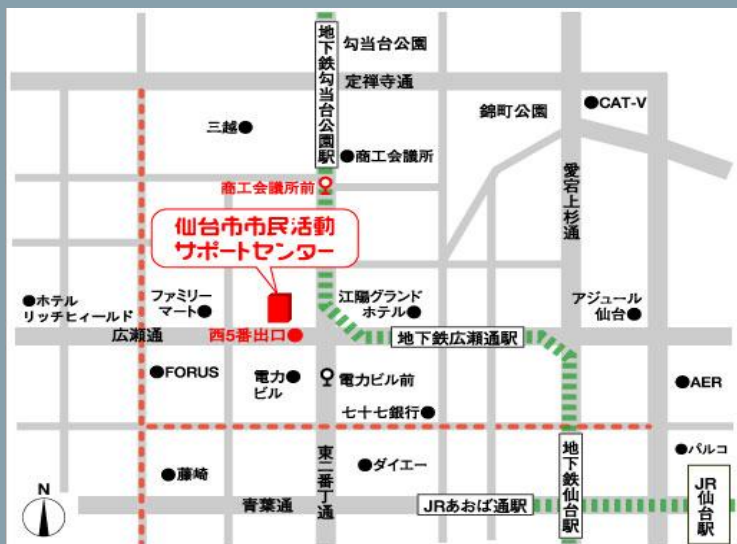 勾当台公園
地下鉄勾当台公園駅
定禅寺通
CAT-V
錦町公園
三越
商工会議所
愛宕上杉通
商工会議所前
仙台市市民活動
サポートセンター
ホテル
リッチヒィールド
ファミリー
マート
江陽グランド
ホテル
アジュール
仙台
広瀬通
西5番出口
地下鉄広瀬通駅
FORUS
電力
ビル
電力ビル前
AER
七十七銀行
東二番丁通
地下鉄仙台駅
パルコ
藤崎
ダイエー
N
青葉通
JRあおば通駅
JR
仙台駅